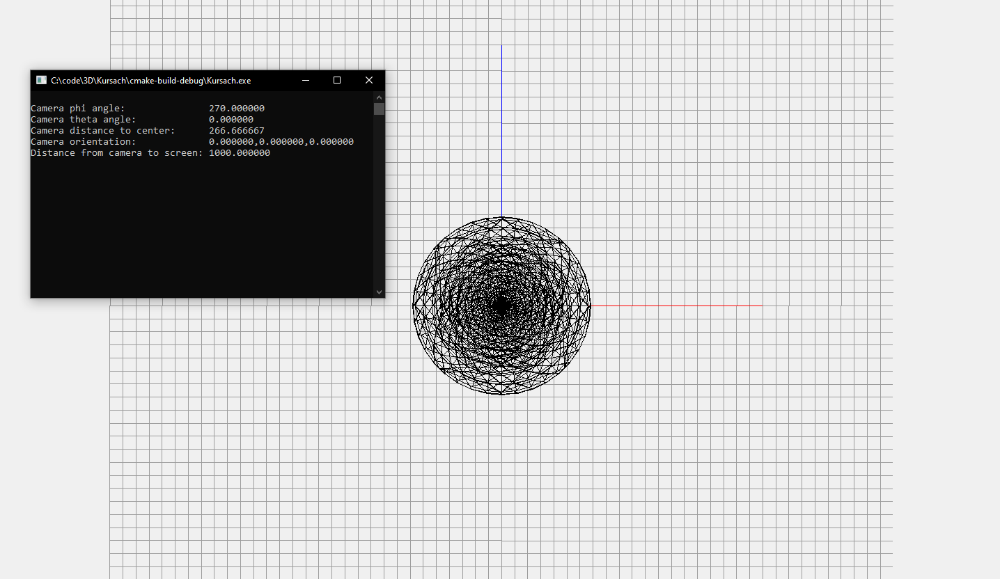 C:\code\3D\Kursach\cmake-build-debug\Kursach.exe
Camera phi angle: 270.000000
Camera theta angle: 0.000000
Camera distance to center: 266.666667
Camera orientation: 0.000000,0.000000,0.000000
Distance from camera to screen: 1000.000000